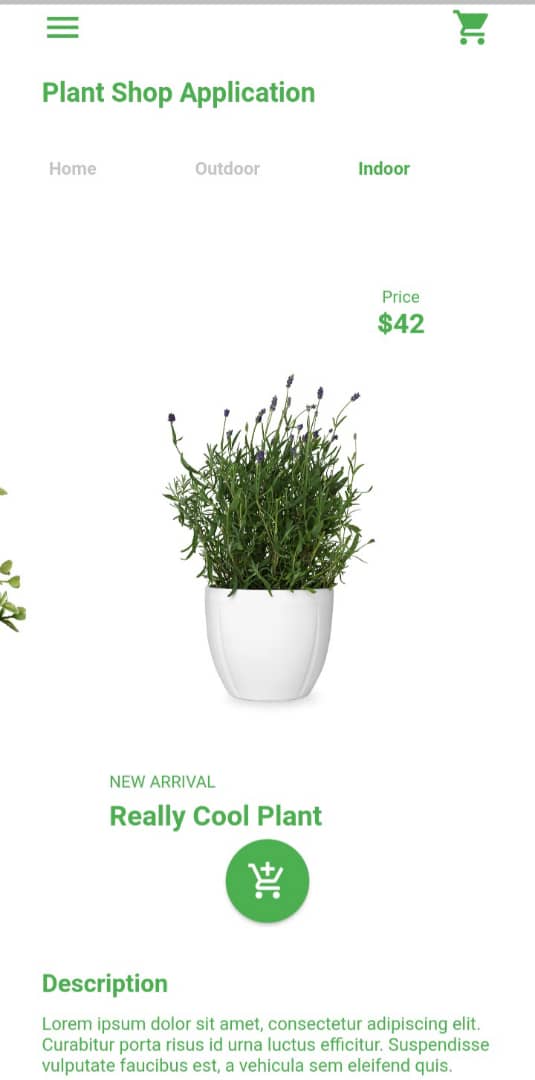 Plant Shop Application
Home Outdoor Indoor
Price
$42
NEW ARRIVAL
Really Cool Plant
Description
Lorem ipsum dolor sit amet, consectetur adipiscing elit.
Curabitur porta risus id urna luctus efficitur. Suspendisse
vulputate faucibus est, a vehicula sem eleifend quis.